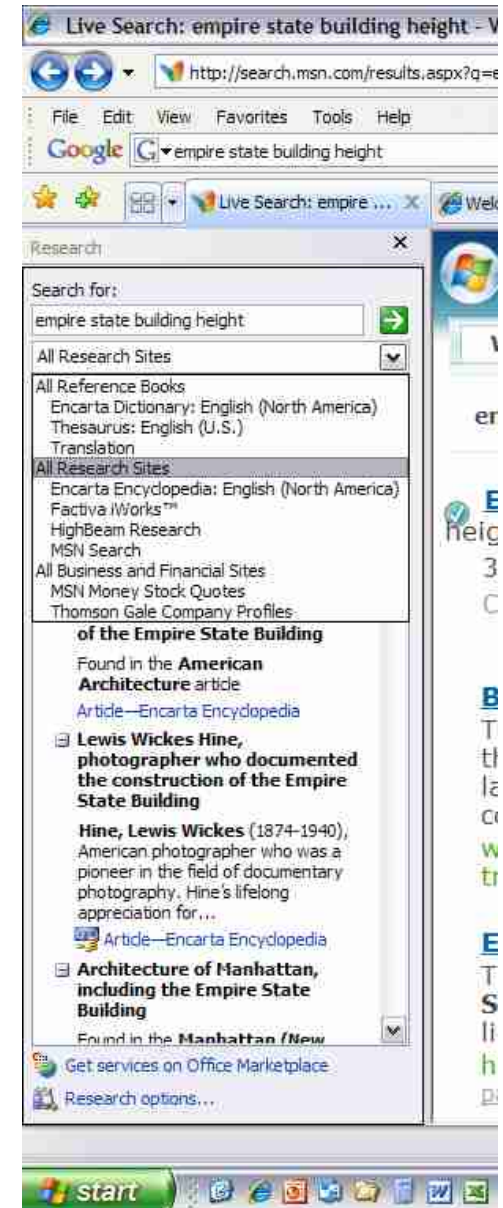 Live Search: empire state building height - 
http://search.msn.com/results.aspx?q=e
File Edit View Favorites Tools Help
Google G empire state building height
Live Search: empire ... Welc
Research
Search for:
empire state building height
All Research Sites
All Reference Books
Encarta Dictionary: English (North America)
Thesaurus: English (U.S.)
Translation
All Research Sites
Encarta Encyclopedia: English (North America)
Factiva iWorks™
HighBeam Research
MSN Search
All Business and Financial Sites
MSN Money Stock Quotes
Thomson Gale Company Profiles
of the Empire State Building
Found in the American
Architecture article
Article—Encarta Encyclopedia
Lewis Wickes Hine,
photographer who documented
the construction of the Empire
State Building
Hine, Lewis Wickes (1874-1940),
American photographer who was a
pioneer in the field of documentary
photography. Hine's lifelong
appreciation for...
Article—Encarta Encyclopedia
Architecture of Manhattan,
including the Empire State
Building
Found in the Manhattan (New
Get services on Office Marketplace
Research options...
start